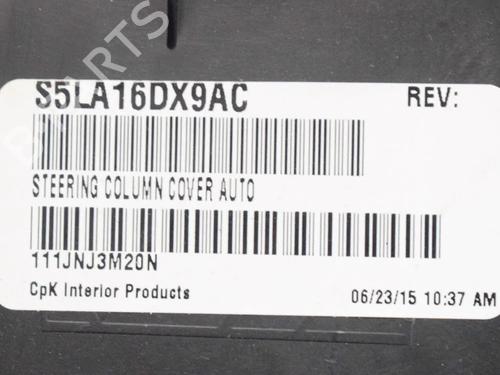 S5LA16DX9AC REV:
STEERING COLUMN COVER AUTO
111JNJ3M20N
CpK Interior Products 06/23/15 10:37 AM